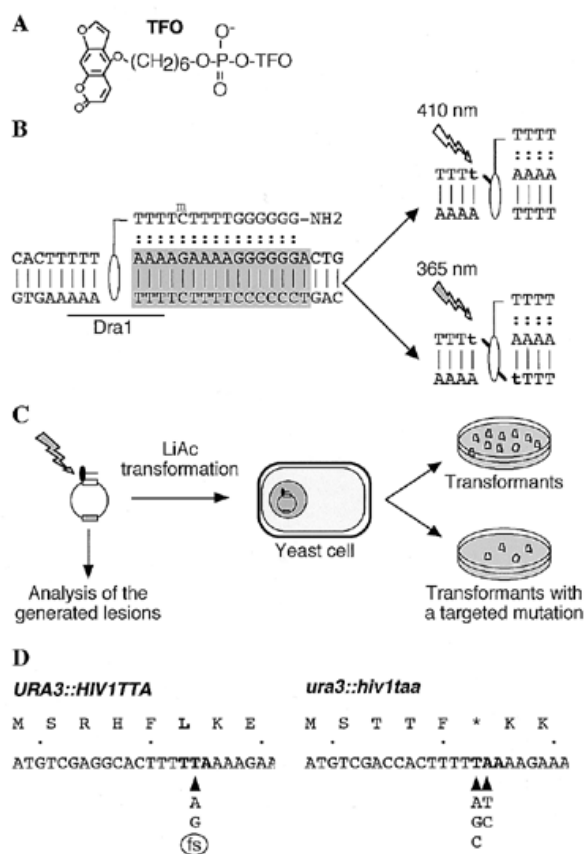 A
TFO
O-(CH2)6-O-P-O-TFO
O-
O
O
O
O
B
m
TTTTCTTTTGGGGGG-NH2
CACTTTTT AAAAGAAAAGGGGGGACTG
GTGAAAAA TTTTCTTTTCCCCCCTGAC
Dra1
410 nm
TTTT
TTTt AAAA
AAAA TTTT
365 nm
TTTT
TTTt AAAA
AAAA tTTT
C
LiAc
transformation
Yeast cell
Analysis of the
generated lesions
Transformants
Transformants with
a targeted mutation
D
URA3::HIV1TTA
M S R H F L K E
ATGTCGAGGCACTTTTTAAAAGAA
A
G
fs
ura3::hiv1taa
M S T T F * K K
ATGTCGACCACTTTTTAAAAGAAA
AT
GC
C